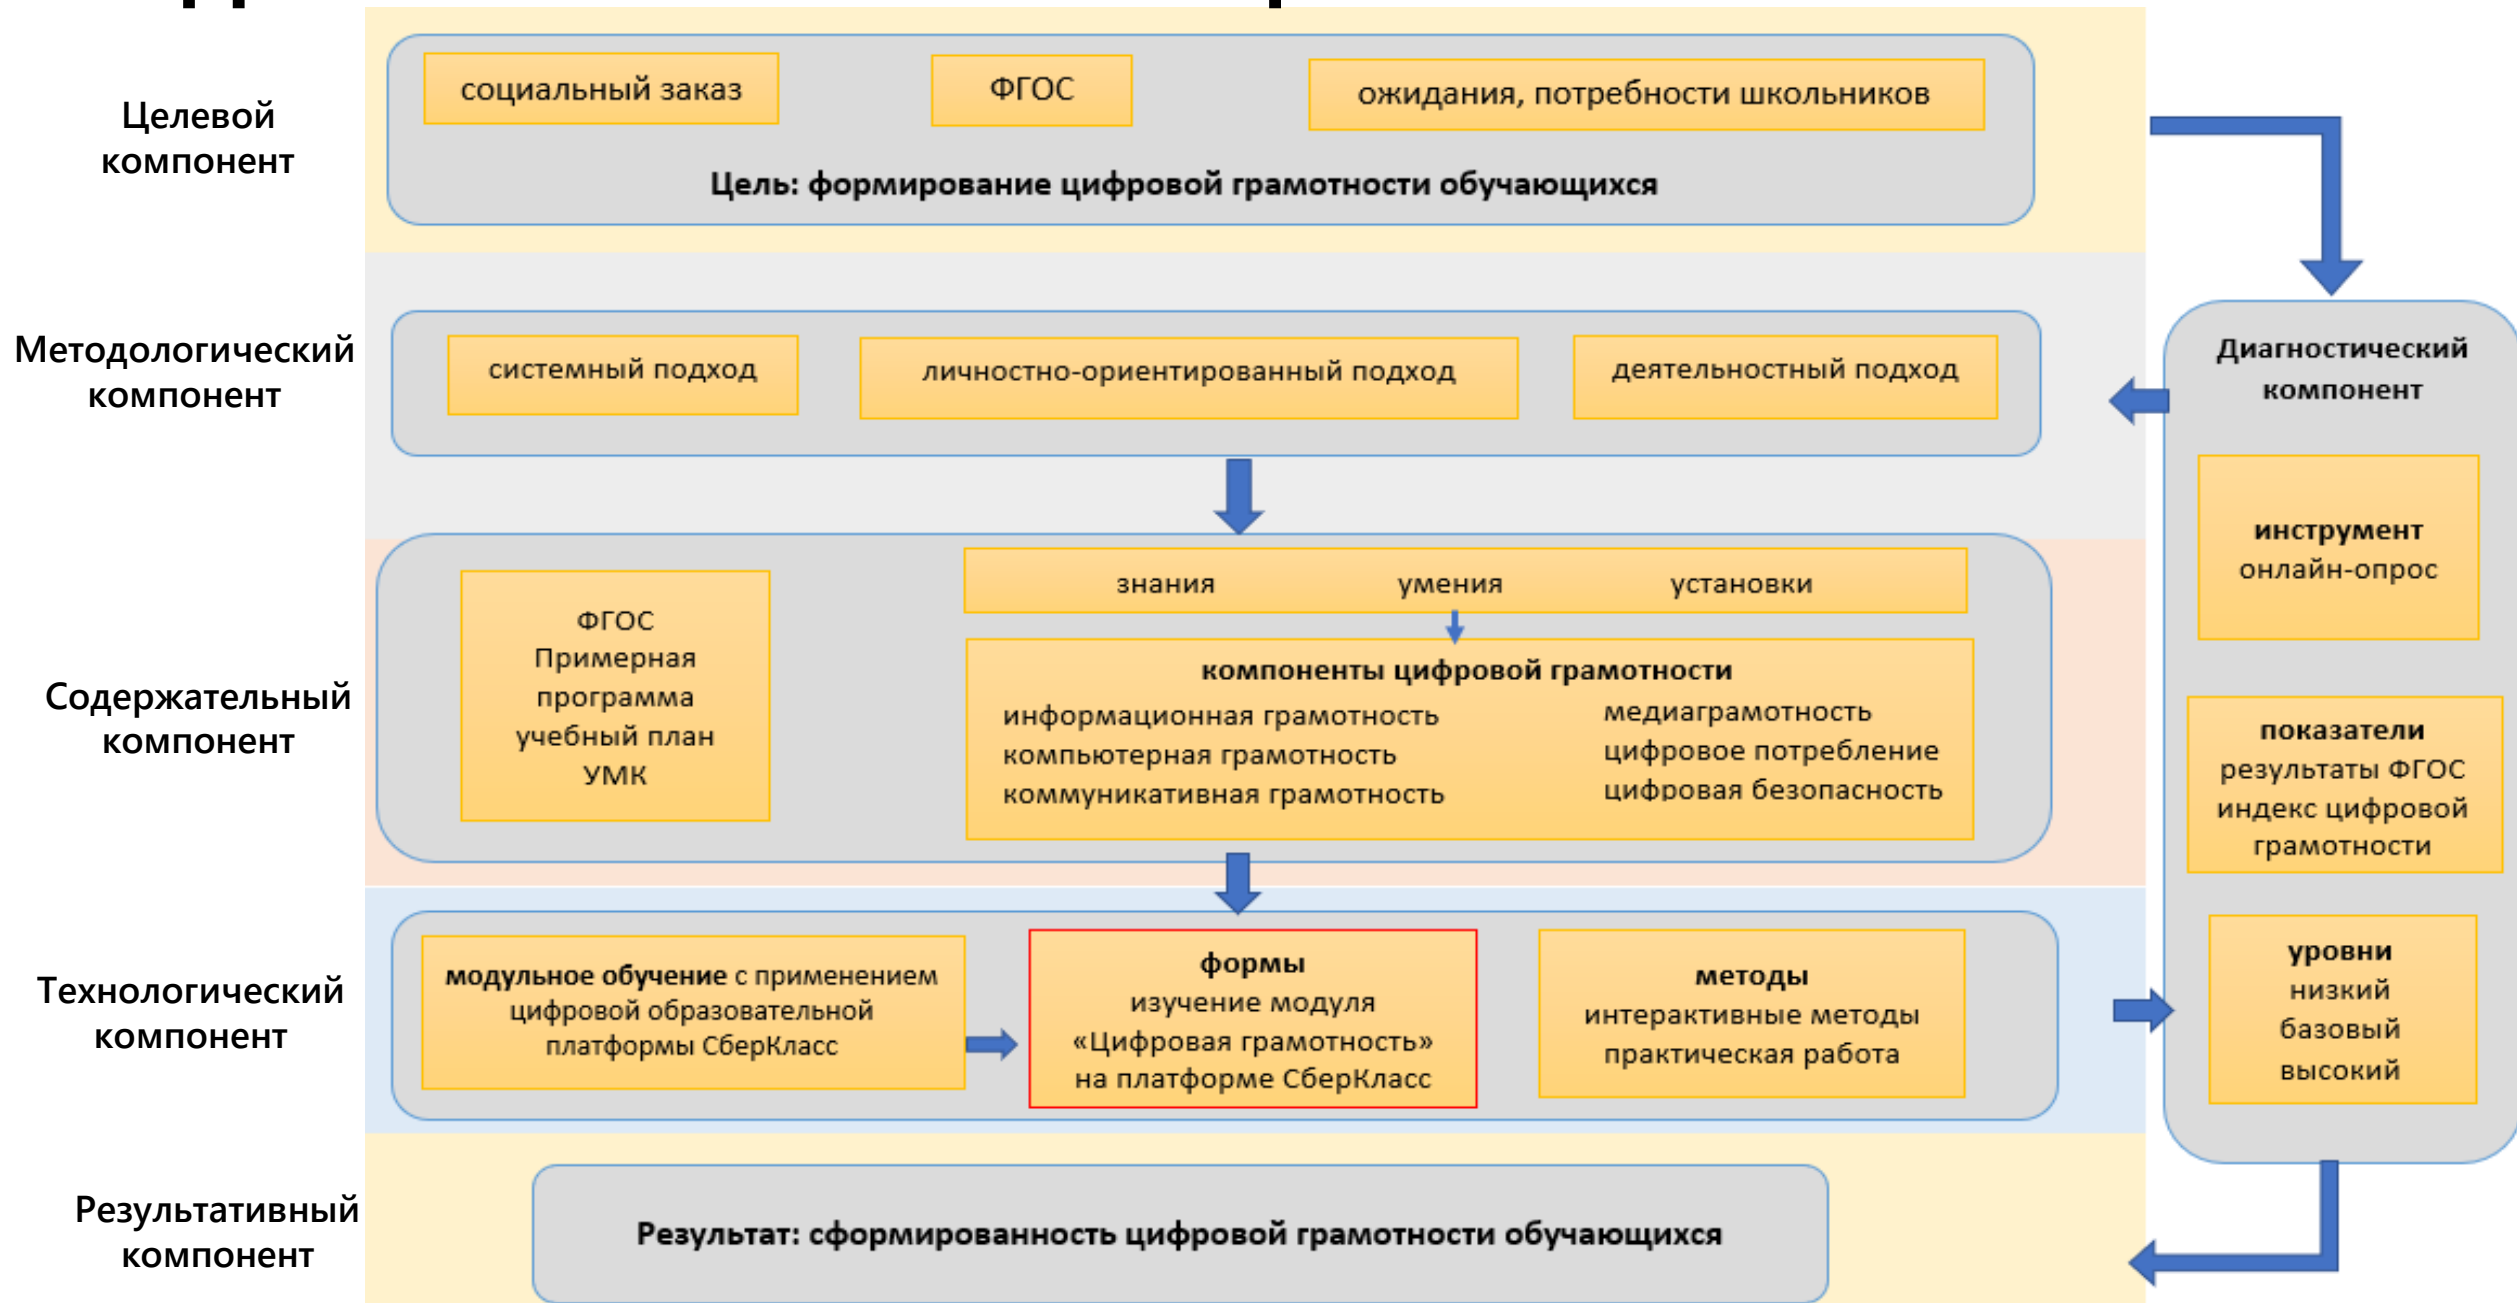 Целевой
компонент
социальный заказ
ФГОС
ожидания, потребности школьников
Цель: формирование цифровой грамотности обучающихся
Методологический
компонент
системный подход
личностно-ориентированный подход
деятельностный подход
Диагностический
компонент
инструмент
онлайн-опрос
показатели
результаты ФГОС
индекс цифровой
грамотности
уровни
низкий
базовый
высокий
Содержательный
компонент
ФГОС
Примерная
программа
учебный план
УМК
знания умения установки
компоненты цифровой грамотности
информационная грамотность
компьютерная грамотность
коммуникативная грамотность
медиаграмотность
цифровое потребление
цифровая безопасность
Технологический
компонент
модульное обучение с применением
цифровой образовательной
платформы СберКласс
формы
изучение модуля
«Цифровая грамотность»
на платформе СберКласс
методы
интерактивные методы
практическая работа
Результативный
компонент
Результат: сформированность цифровой грамотности обучающихся